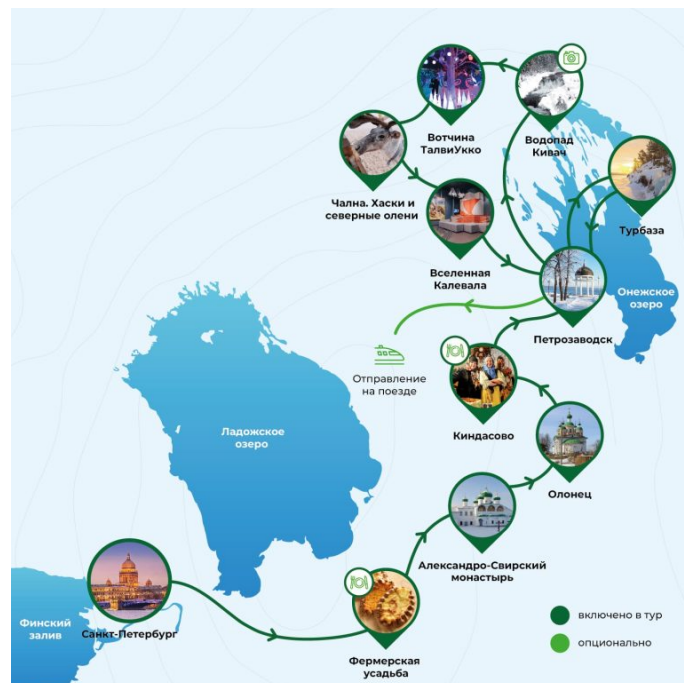 Вотчина
ТалвиУкко
Водопад
Кивач
Чална. Хаски и
северные олени
Турбаза
Вселенная
Калевала
Онежское
озеро
Петрозаводск
Отправление
на поезде
Киндасово
Ладожское
озеро
Олонец
Александро-Свирский
монастырь
Финский
залив
Санкт-Петербург
Фермерская
усадьба
включено в тур
опционально